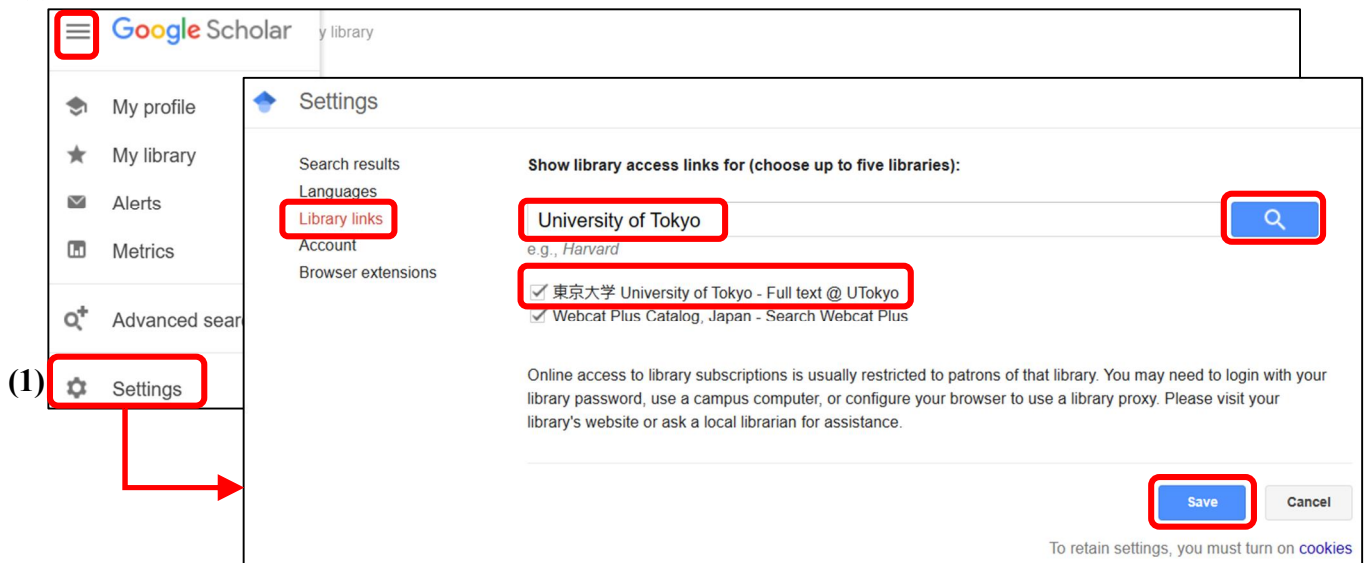 Google Scholar
y library
My profile
My library
Alerts
Metrics
Advanced sear
(1)
Settings
Settings
Search results
Languages
Library links
Account
Browser extensions
Show library access links for (choose up to five libraries):
University of Tokyo
e.g., Harvard
東京大学 University of Tokyo - Full text @ UTokyo
Webcat Plus Catalog, Japan - Search Webcat Plus
Online access to library subscriptions is usually restricted to patrons of that library. You may need to login with your
library password, use a campus computer, or configure your browser to use a library proxy. Please visit your
library's website or ask a local librarian for assistance.
Save
Cancel
To retain settings, you must turn on cookies